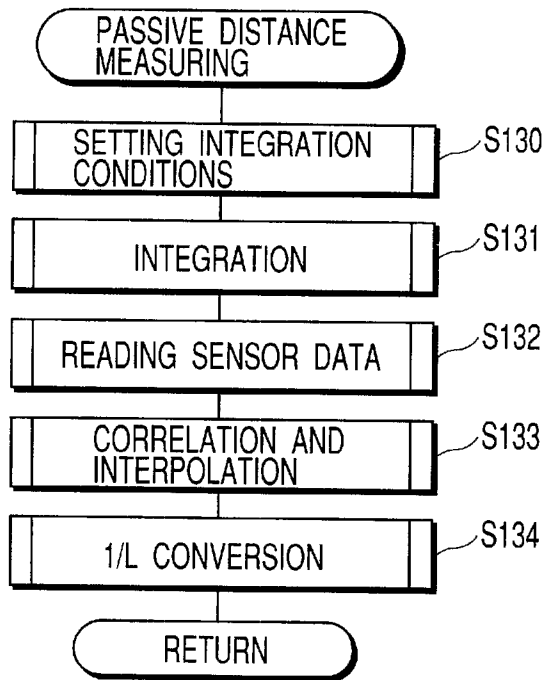 PASSIVE DISTANCE
MEASURING
SETTING INTEGRATION
CONDITIONS
S130
INTEGRATION
S131
READING SENSOR DATA
S132
CORRELATION AND
INTERPOLATION
S133
1/L CONVERSION
S134
RETURN